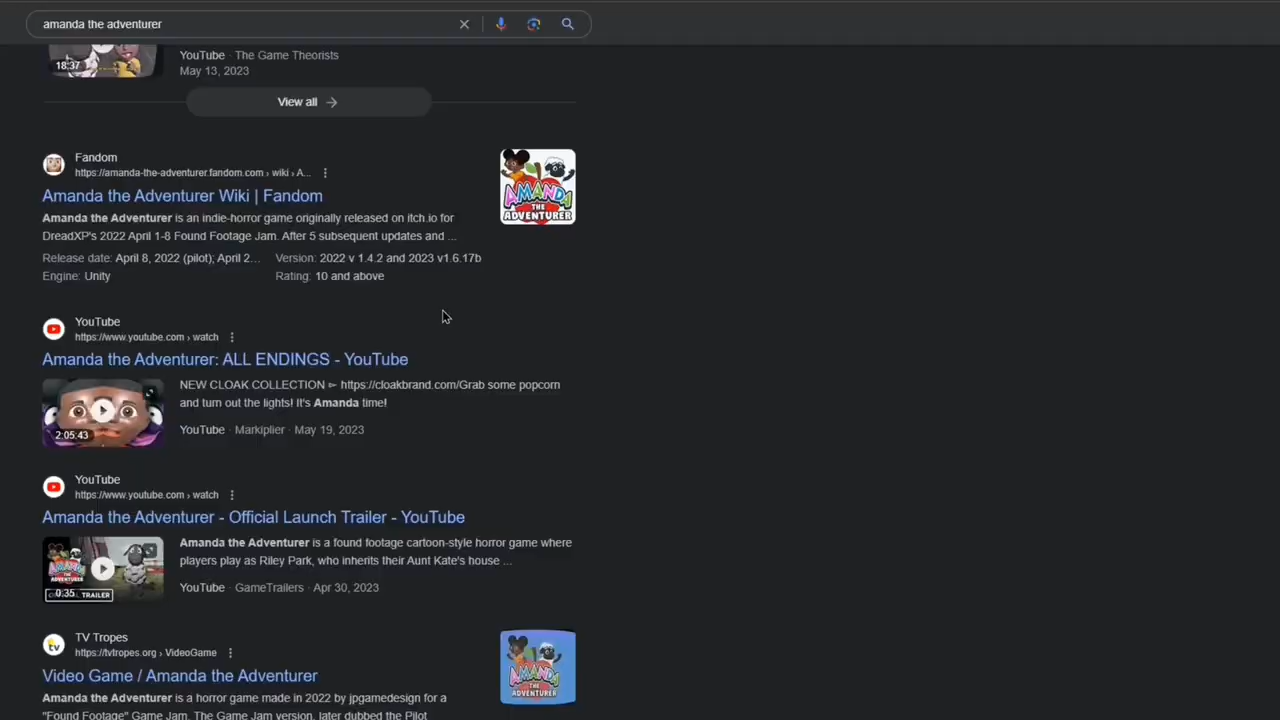 amanda the adventurer
18:37
YouTube · The Game Theorists
May 13, 2023
View all
Fandom
https://amanda-the-adventurer.fandom.com › wiki › A...
Amanda the Adventurer Wiki | Fandom
Amanda the Adventurer is an indie-horror game originally released on itch.io for
DreadXP's 2022 April 1-8 Found Footage Jam. After 5 subsequent updates and ...
Release date: April 8, 2022 (pilot); April 2... Version: 2022 v 1.4.2 and 2023 v1.6.17b
Engine: Unity Rating: 10 and above
AMANDA
THE
ADVENTURER
YouTube
https://www.youtube.com › watch
Amanda the Adventurer: ALL ENDINGS - YouTube
NEW CLOAK COLLECTION ► https://cloakbrand.com/Grab some popcorn
and turn out the lights! It's Amanda time!
2:05:43
YouTube · Markiplier · May 19, 2023
YouTube
https://www.youtube.com › watch
Amanda the Adventurer - Official Launch Trailer - YouTube
Amanda the Adventurer is a found footage cartoon-style horror game where
players play as Riley Park, who inherits their Aunt Kate's house ...
0:35
TRAILER
YouTube · GameTrailers · Apr 30, 2023
TV Tropes
https://tvtropes.org › VideoGame
Video Game / Amanda the Adventurer
Amanda the Adventurer is a horror game made in 2022 by jpgamedesign for a
"Found Footage" Game Jam. The Game Jam version, later dubbed the Pilot
AMANDA
THE
ADVENTURER